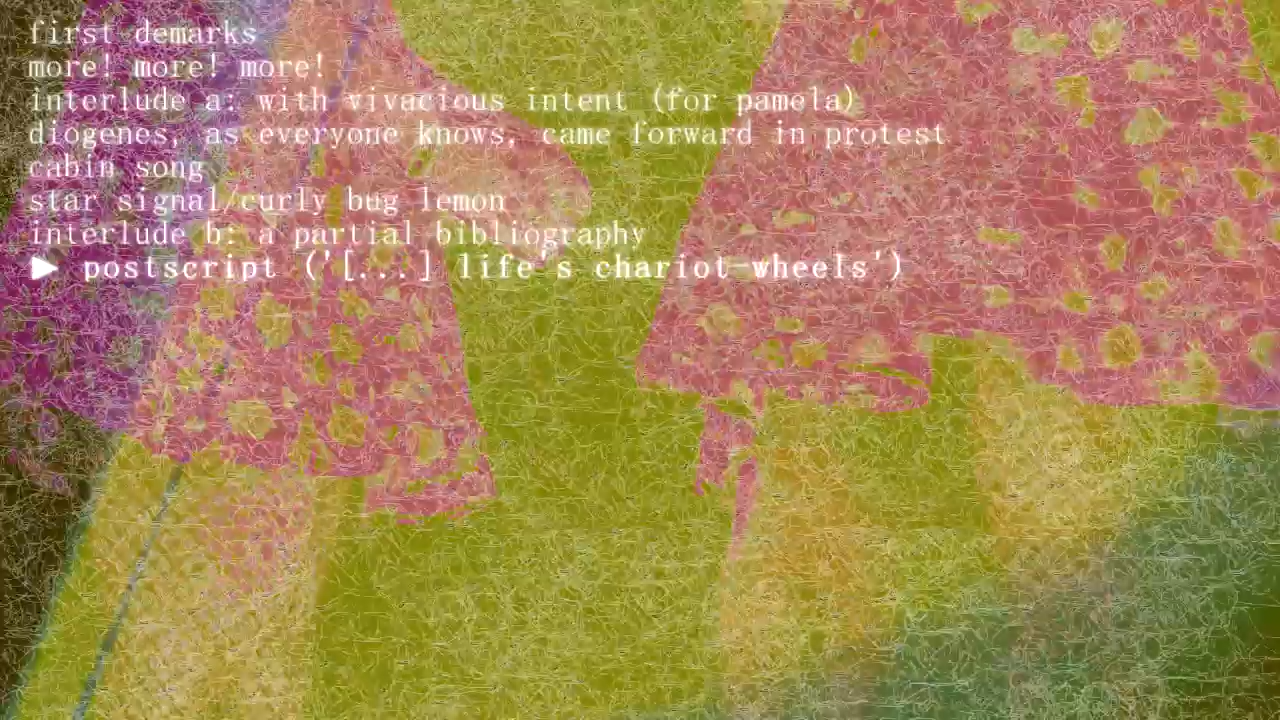 first demarks
more! more! more!
interlude a: with vivacious intent (for pamela)
diogenes, as everyone knows, came forward in protest
cabin song
star signal/curly bug lemon
interlude b: a partial bibliography
▶ postscript ('[...] life's chariot-wheels')